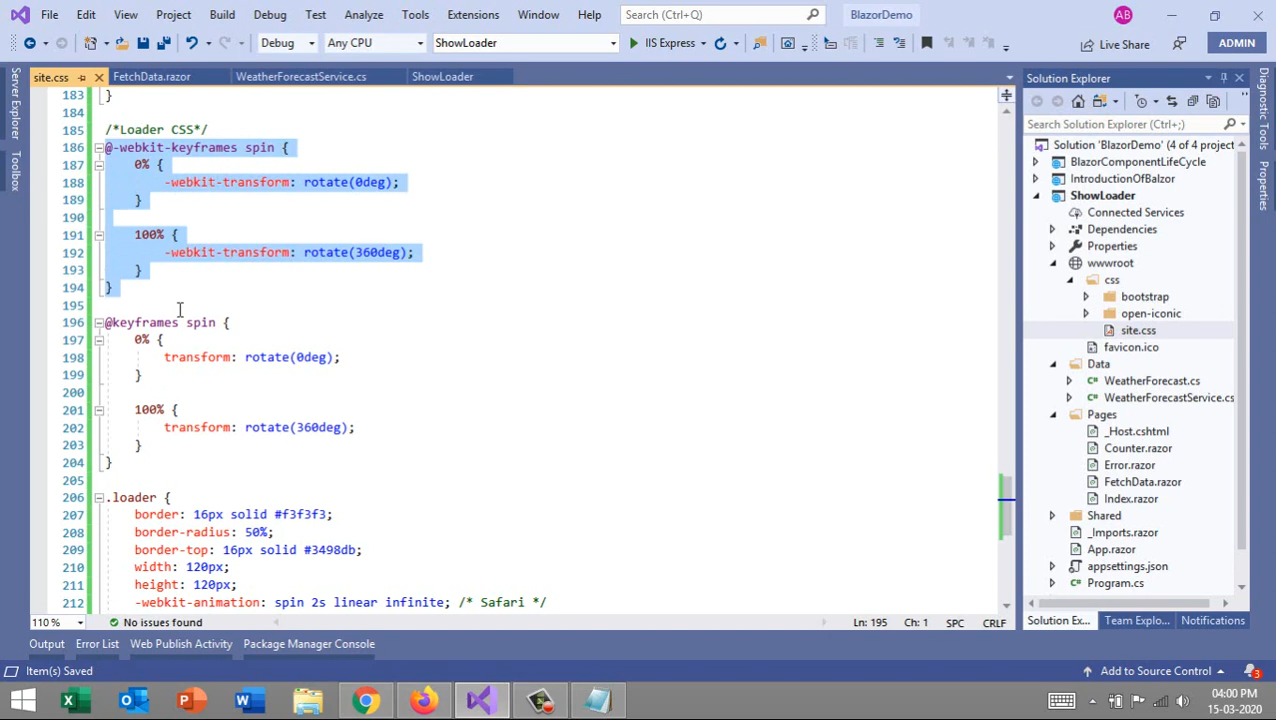 File Edit View Project Build Debug Test Analyze Tools Extensions Window Help Search (Ctrl+Q) BlazorDemo AB
Debug Any CPU ShowLoader IIS Express Live Share ADMIN
site.css FetchData.razor WeatherForecastService.cs ShowLoader
183 }
184
185 /*Loader CSS*/
186 @-webkit-keyframes spin {
187 0% {
188 -webkit-transform: rotate(0deg);
189 }
190
191 100% {
192 -webkit-transform: rotate(360deg);
193 }
194 }
195
196 @keyframes spin {
197 0% {
198 transform: rotate(0deg);
199 }
200
201 100% {
202 transform: rotate(360deg);
203 }
204 }
205
206 .loader {
207 border: 16px solid #f3f3f3;
208 border-radius: 50%;
209 border-top: 16px solid #3498db;
210 width: 120px;
211 height: 120px;
212 -webkit-animation: spin 2s linear infinite; /* Safari */
110 % No issues found Ln: 195 Ch: 1 SPC CRLF
Server Explorer
Toolbox
Solution Explorer
Search Solution Explorer (Ctrl+;)
Solution 'BlazorDemo' (4 of 4 project
BlazorComponentLifeCycle
IntroductionOfBalzor
ShowLoader
Connected Services
Dependencies
Properties
wwwroot
css
bootstrap
open-iconic
site.css
favicon.ico
Data
WeatherForecast.cs
WeatherForecastService.cs
Pages
_Host.cshtml
Counter.razor
Error.razor
FetchData.razor
Index.razor
Shared
_Imports.razor
App.razor
appsettings.json
Program.cs
Solution Ex... Team Explo... Notifications
Diagnostic Tools
Properties
Output Error List Web Publish Activity Package Manager Console
Item(s) Saved Add to Source Control 3
04:00 PM
15-03-2020